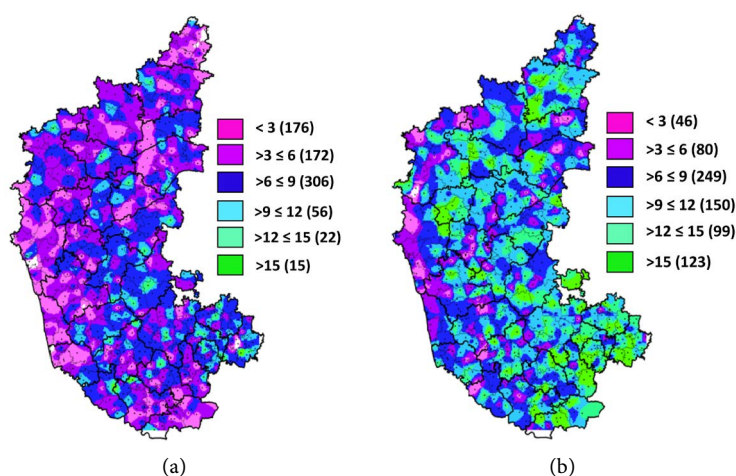 < 3 (176)
>3 ≤ 6 (172)
>6 ≤ 9 (306)
>9 ≤ 12 (56)
>12 ≤ 15 (22)
>15 (15)
(a)
< 3 (46)
>3 ≤ 6 (80)
>6 ≤ 9 (249)
>9 ≤ 12 (150)
>12 ≤ 15 (99)
>15 (123)
(b)